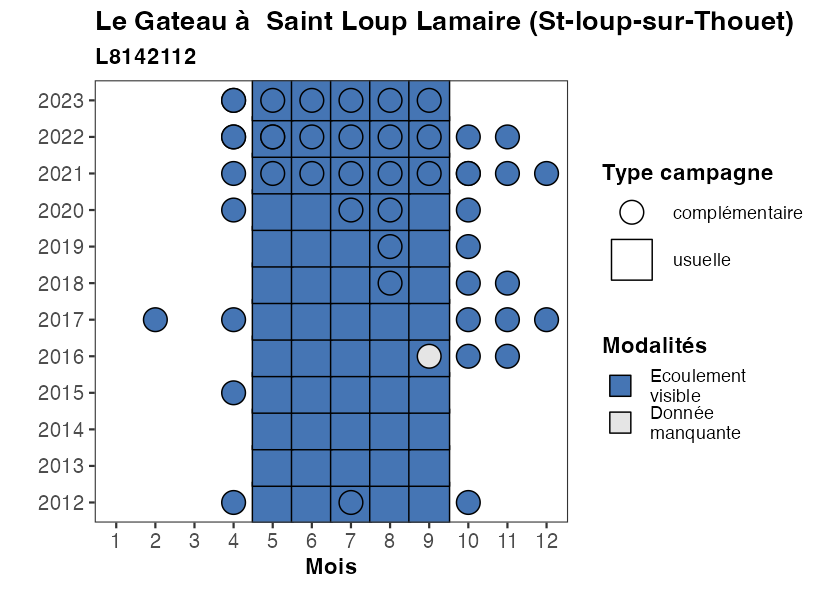 Le Gateau à  Saint Loup Lamaire (St-loup-sur-Thouet)
L8142112
2023
2022
2021
2020
2019
2018
2017
2016
2015
2014
2013
2012
1 2 3 4 5 6 7 8 9 10 11 12
Mois
Type campagne
complémentaire
usuelle
Modalités
Ecoulement
visible
Donnée
manquante